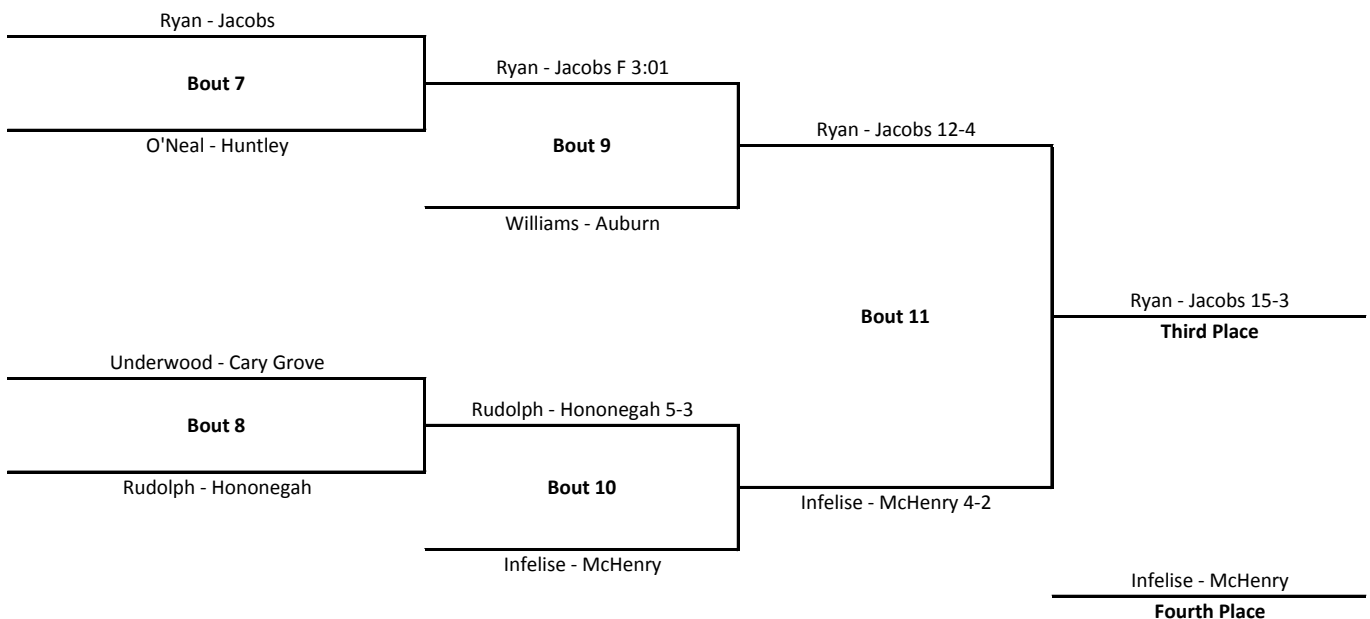 Ryan - Jacobs
Bout 7
O'Neal - Huntley
Ryan - Jacobs F 3:01
Bout 9
Williams - Auburn
Ryan - Jacobs 12-4
Bout 11
Ryan - Jacobs 15-3
Third Place
Underwood - Cary Grove
Bout 8
Rudolph - Hononegah
Rudolph - Hononegah 5-3
Bout 10
Infelise - McHenry
Infelise - McHenry 4-2
Infelise - McHenry
Fourth Place